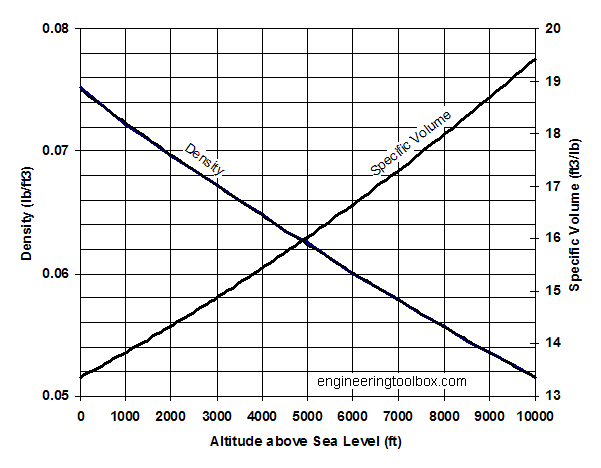 0.08
0.07
0.06
0.05
Density (lb/ft3)
20
19
18
17
16
15
14
13
Specific Volume (ft3/lb)
Density
Specific Volume
engineeringtoolbox.com
0 1000 2000 3000 4000 5000 6000 7000 8000 9000 10000
Altitude above Sea Level (ft)